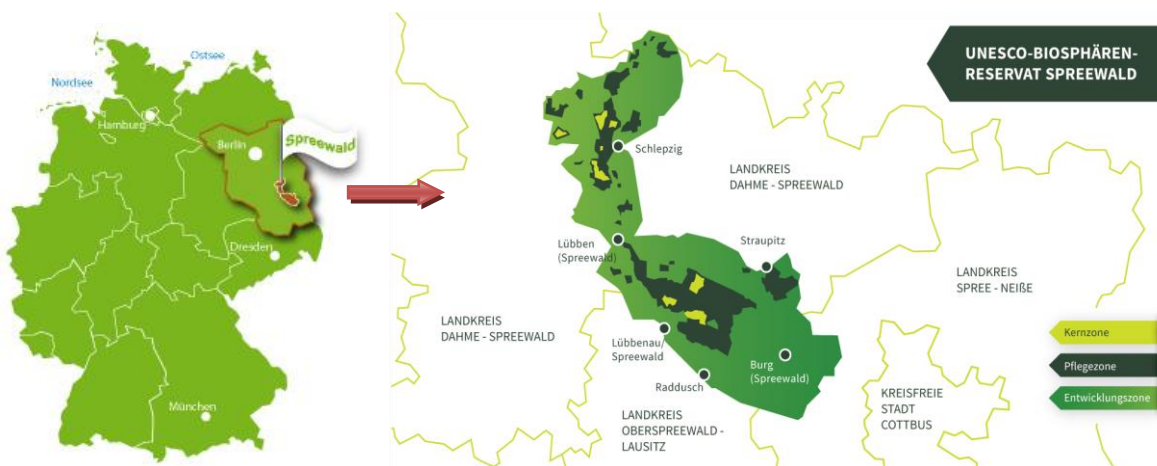 Ostsee
Nordsee
Hamburg
Berlin
Spreewald
Dresden
München
UNESCO-BIOSPHÄREN-
RESERVAT SPREEWALD
Schlepzig
LANDKREIS
DAHME - SPREEWALD
Lübben
(Spreewald)
Straupitz
LANDKREIS
SPREE - NEIẞE
LANDKREIS
DAHME - SPREEWALD
Lübbenau/
Spreewald
Raddusch
Burg
(Spreewald)
LANDKREIS
OBERSPREEWALD -
LAUSITZ
KREISFREIE
STADT
COTTBUS
Kernzone
Pflegezone
Entwicklungszone